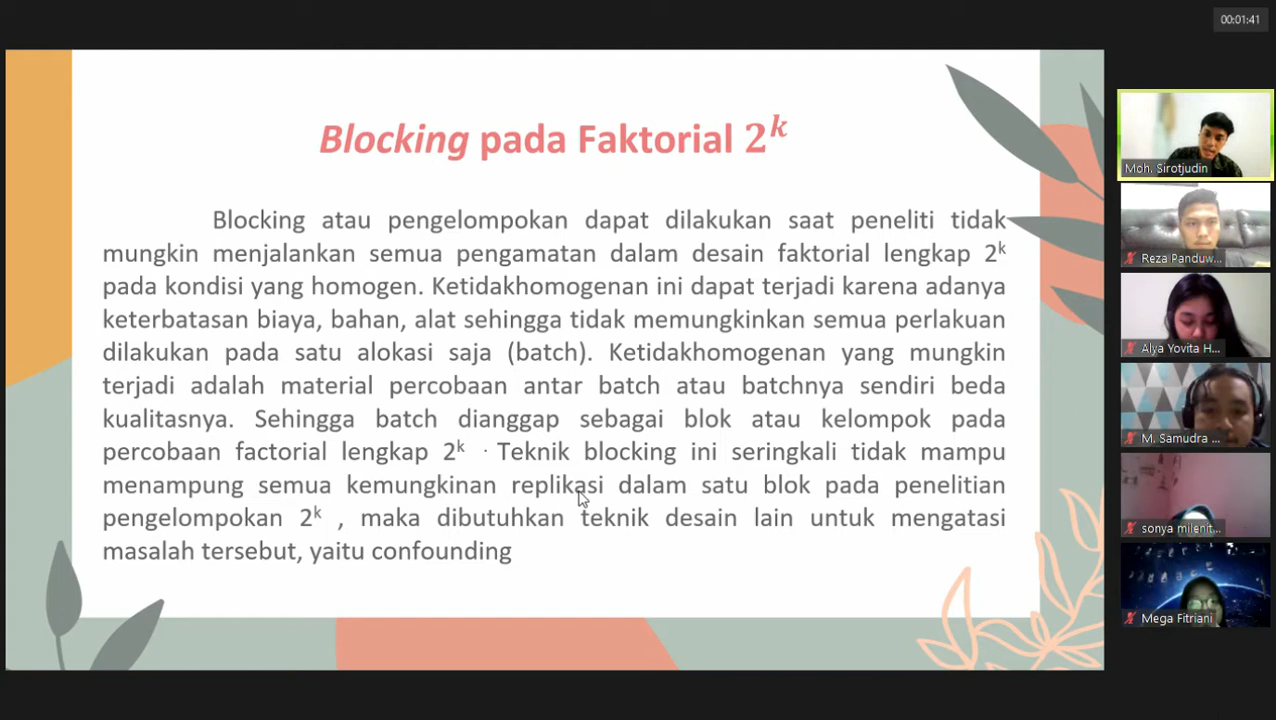 00:01:41
Blocking pada Faktorial 2^k
Blocking atau pengelompokan dapat dilakukan saat peneliti tidak
mungkin menjalankan semua pengamatan dalam desain faktorial lengkap 2^k
pada kondisi yang homogen. Ketidakhomogenan ini dapat terjadi karena adanya
keterbatasan biaya, bahan, alat sehingga tidak memungkinkan semua perlakuan
dilakukan pada satu alokasi saja (batch). Ketidakhomogenan yang mungkin
terjadi adalah material percobaan antar batch atau batchnya sendiri beda
kualitasnya. Sehingga batch dianggap sebagai blok atau kelompok pada
percobaan factorial lengkap 2^k . Teknik blocking ini seringkali tidak mampu
menampung semua kemungkinan replikasi dalam satu blok pada penelitian
pengelompokan 2^k , maka dibutuhkan teknik desain lain untuk mengatasi
masalah tersebut, yaitu confounding
Moh. Sirotjudin
Reza Panduw...
Alya Yovita H...
M. Samudra ...
sonya milenit...
Mega Fitriani